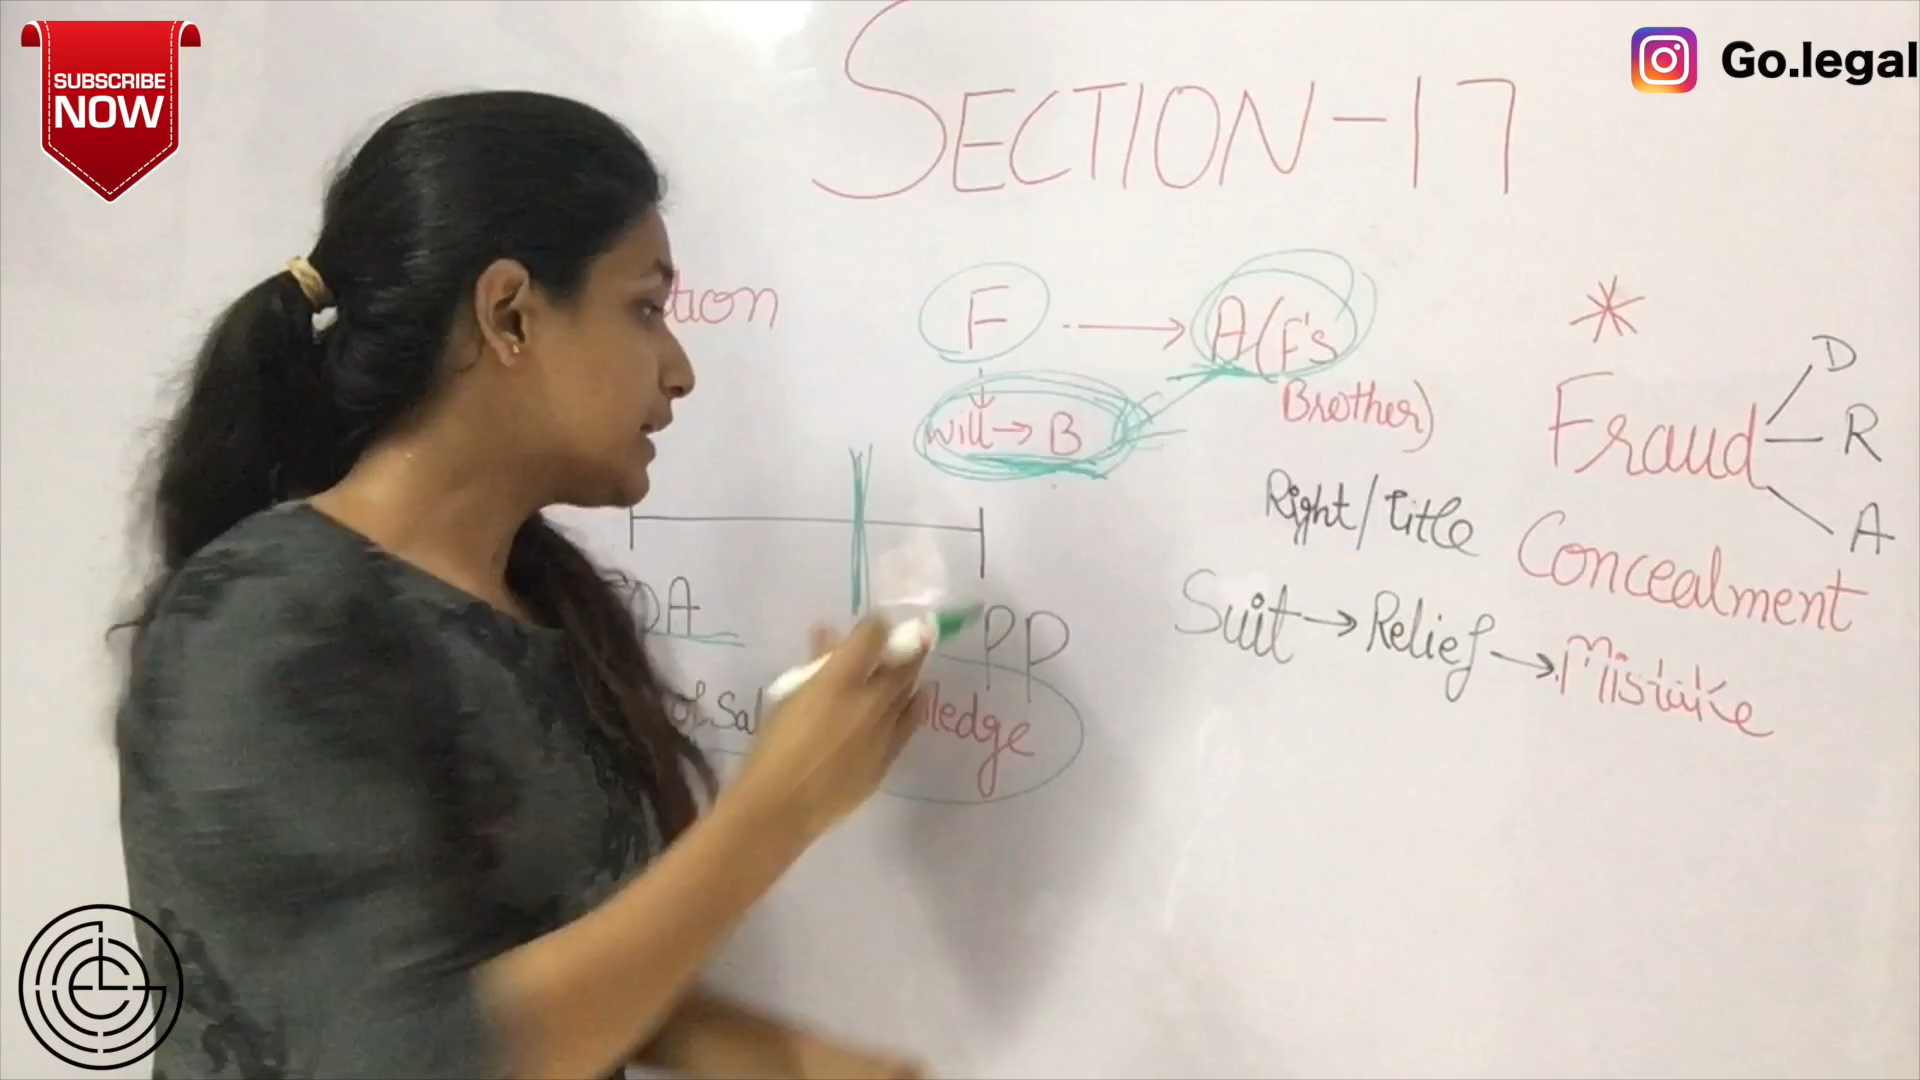 SUBSCRIBE
NOW
Go.legal
SECTION-17
F → A (F's
Brother)
will → B
*
Fraud
D
R
A
Right/Title
Concealment
Suit → Relief → Mistake
PP